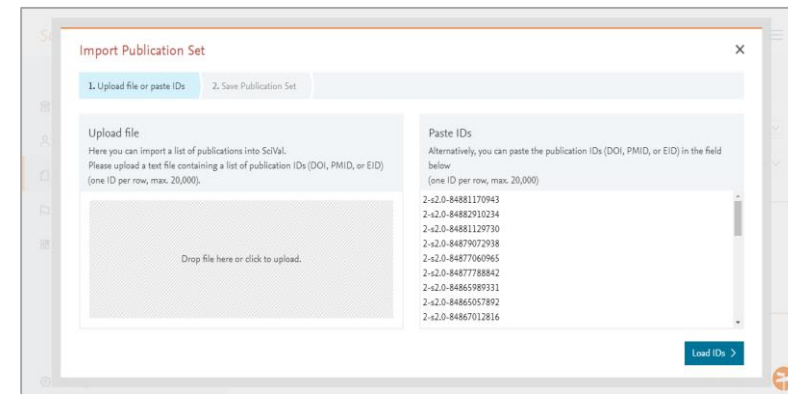 Import Publication Set
1. Upload file or paste IDs
2. Save Publication Set
Upload file
Here you can import a list of publications into SciVal.
Please upload a text file containing a list of publication IDs (DOI, PMID, or EID)
(one ID per row, max. 20,000).
Drop file here or click to upload.
Paste IDs
Alternatively, you can paste the publication IDs (DOI, PMID, or EID) in the field
below
(one ID per row, max. 20,000)
2-s2.0-84881170943
2-s2.0-84882910234
2-s2.0-84881129730
2-s2.0-84879072938
2-s2.0-84877060965
2-s2.0-84877788842
2-s2.0-84865989331
2-s2.0-84865057892
2-s2.0-84867012816
Load IDs